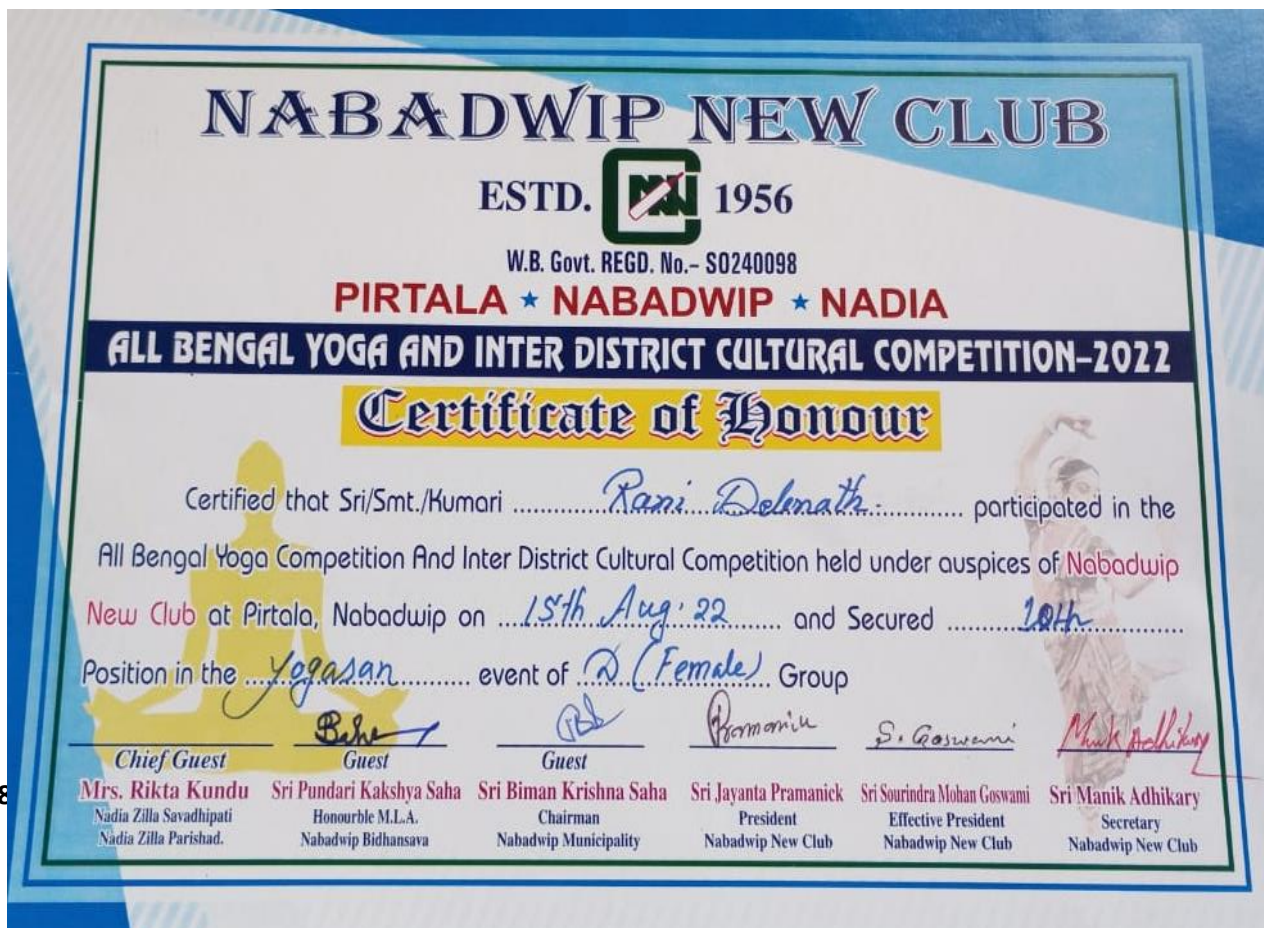 NABADWIP NEW CLUB
ESTD. 1956
W.B. Govt. REGD. No.- S0240098
PIRTALA ★ NABADWIP ★ NADIA
ALL BENGAL YOGA AND INTER DISTRICT CULTURAL COMPETITION-2022
Certificate of Honour
Certified that Sri/Smt./Kumari Rani Debnath participated in the
All Bengal Yoga Competition And Inter District Cultural Competition held under auspices of Nabadwip
New Club at Pirtala, Nabadwip on 15th Aug. 22 and Secured 10th
Position in the Yogasan event of D (Female) Group
Pramanick S. Goswami Manik Adhikary
Chief Guest Guest Guest
Mrs. Rikta Kundu Sri Pundari Kakshya Saha Sri Biman Krishna Saha Sri Jayanta Pramanick Sri Sourindra Mohan Goswami Sri Manik Adhikary
Nadia Zilla Savadhipati Honourble M.L.A. Chairman President Effective President Secretary
Nadia Zilla Parishad. Nabadwip Bidhansava Nabadwip Municipality Nabadwip New Club Nabadwip New Club Nabadwip New Club
8